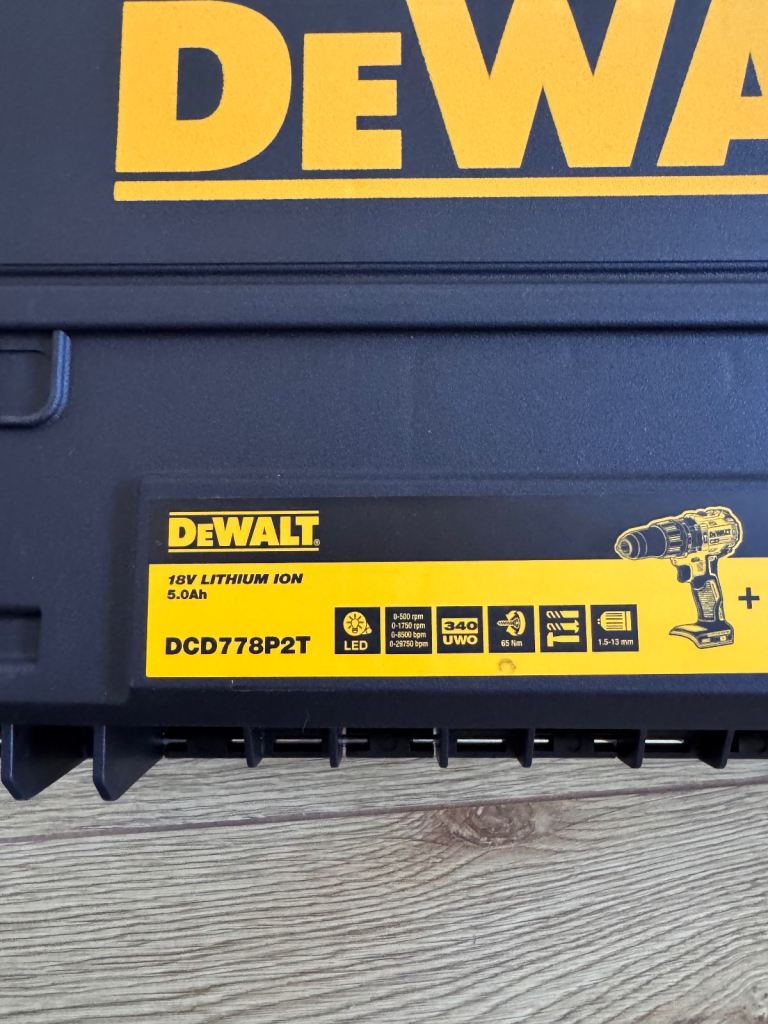 DEWA
DEWALT®
18V LITHIUM ION
5.0Ah
DCD778P2T
LED
0-500 rpm
0-1750 rpm
0-8500 bpm
0-29750 bpm
340
UWO
65 Nm
1.5-13 mm
DEWALT
+